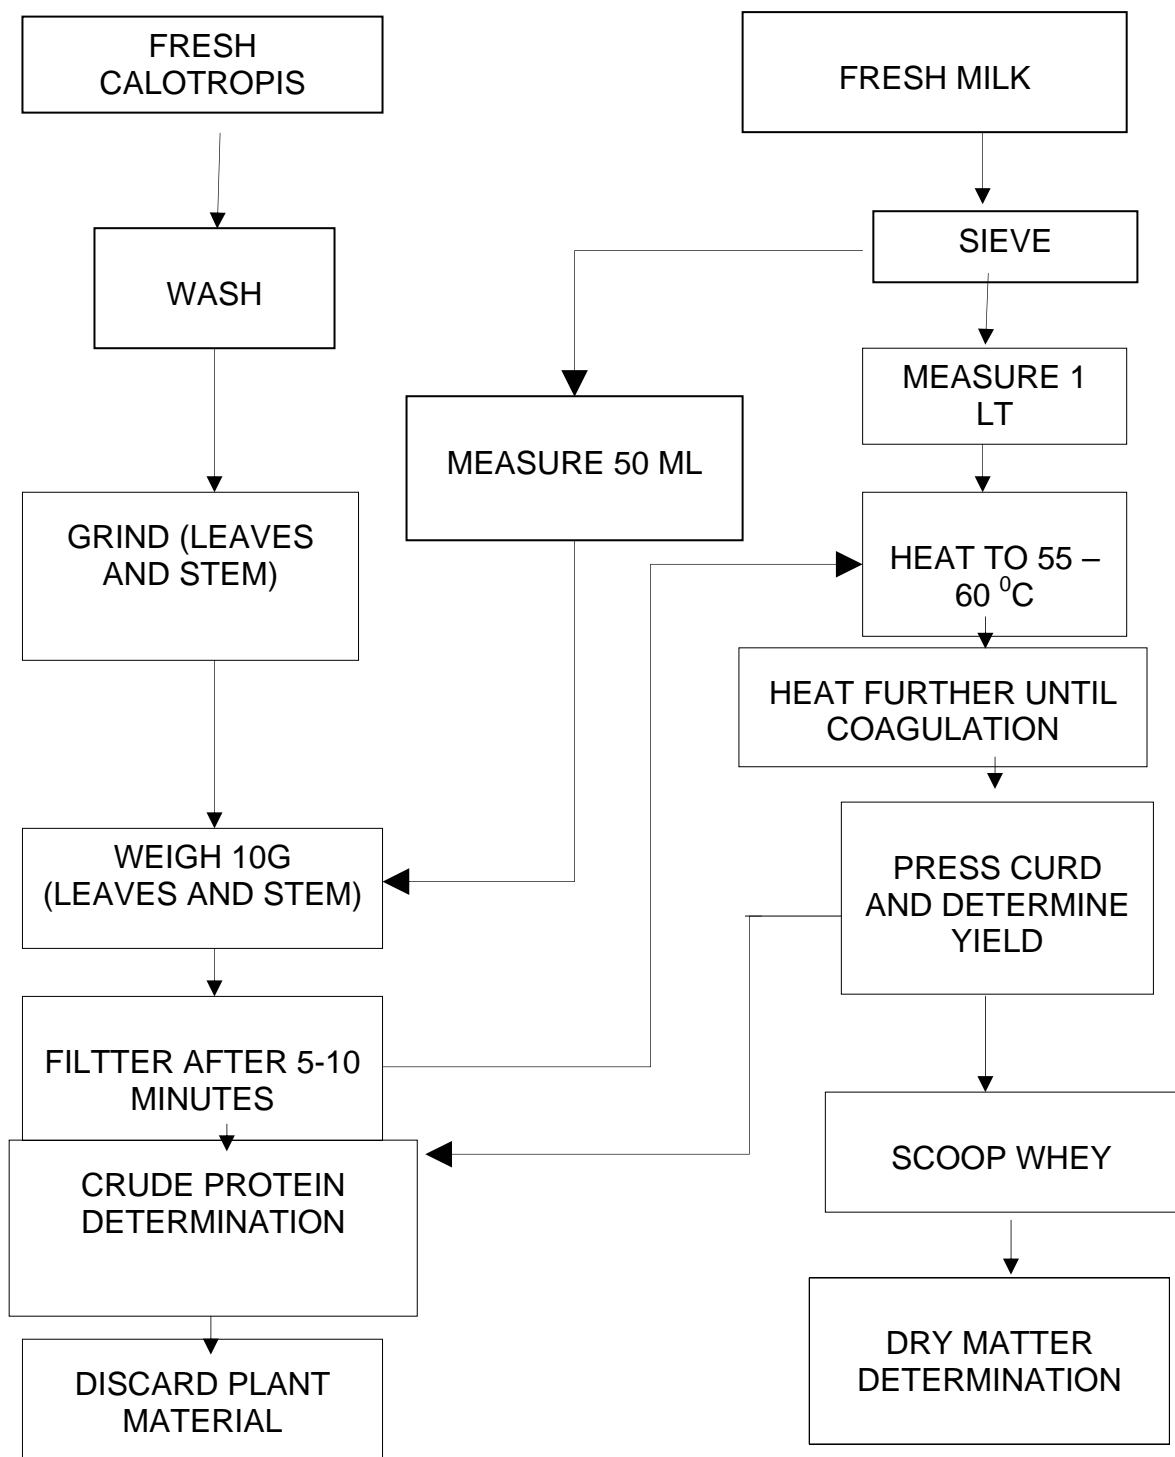 FRESH
CALOTROPIS
FRESH MILK
WASH
SIEVE
MEASURE 1
LT
MEASURE 50 ML
GRIND (LEAVES
AND STEM)
HEAT TO 55 –
60 ⁰C
HEAT FURTHER UNTIL
COAGULATION
WEIGH 10G
(LEAVES AND STEM)
PRESS CURD
AND DETERMINE
YIELD
FILTTER AFTER 5-10
MINUTES
CRUDE PROTEIN
DETERMINATION
SCOOP WHEY
DISCARD PLANT
MATERIAL
DRY MATTER
DETERMINATION